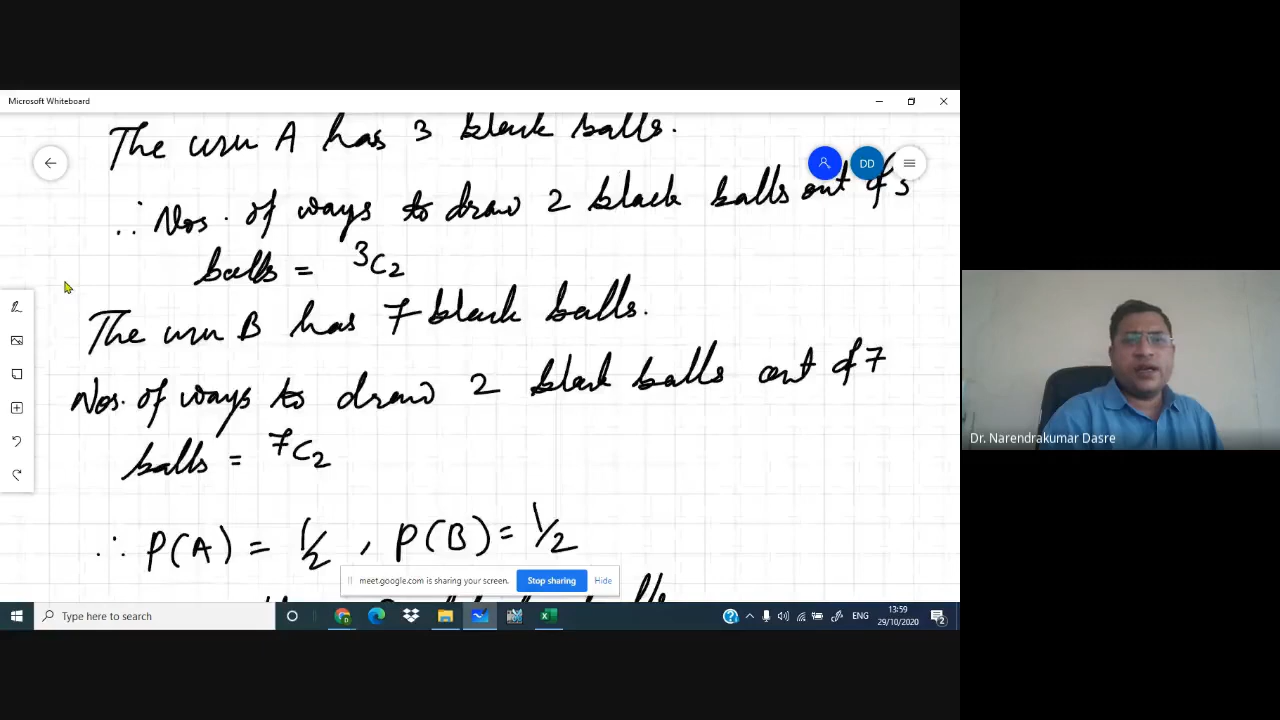 Microsoft Whiteboard
The urn A has 3 black balls.
DD
∴ Nos. of ways to draw 2 black balls out of 3
balls = ³C₂
The urn B has 7 black balls.
Nos. of ways to draw 2 black balls out of 7
balls = ⁷C₂
Dr. Narendrakumar Dasre
∴ P(A) = 1/2 , P(B) = 1/2
meet.google.com is sharing your screen. Stop sharing Hide
balls
Type here to search
ENG
13:59
29/10/2020
2